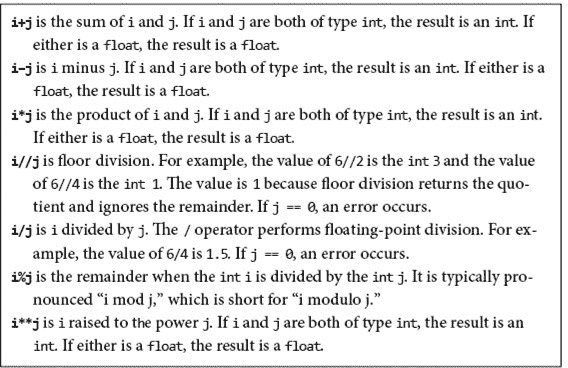 i+j is the sum of i and j. If i and j are both of type int, the result is an int. If
either is a float, the result is a float.
i–j is i minus j. If i and j are both of type int, the result is an int. If either is a
float, the result is a float.
i*j is the product of i and j. If i and j are both of type int, the result is an int.
If either is a float, the result is a float.
i//j is floor division. For example, the value of 6//2 is the int 3 and the value
of 6//4 is the int 1. The value is 1 because floor division returns the quo-
tient and ignores the remainder. If j == 0, an error occurs.
i/j is i divided by j. The / operator performs floating-point division. For ex-
ample, the value of 6/4 is 1.5. If j == 0, an error occurs.
i%j is the remainder when the int i is divided by the int j. It is typically pro-
nounced “i mod j,” which is short for “i modulo j.”
i**j is i raised to the power j. If i and j are both of type int, the result is an
int. If either is a float, the result is a float.